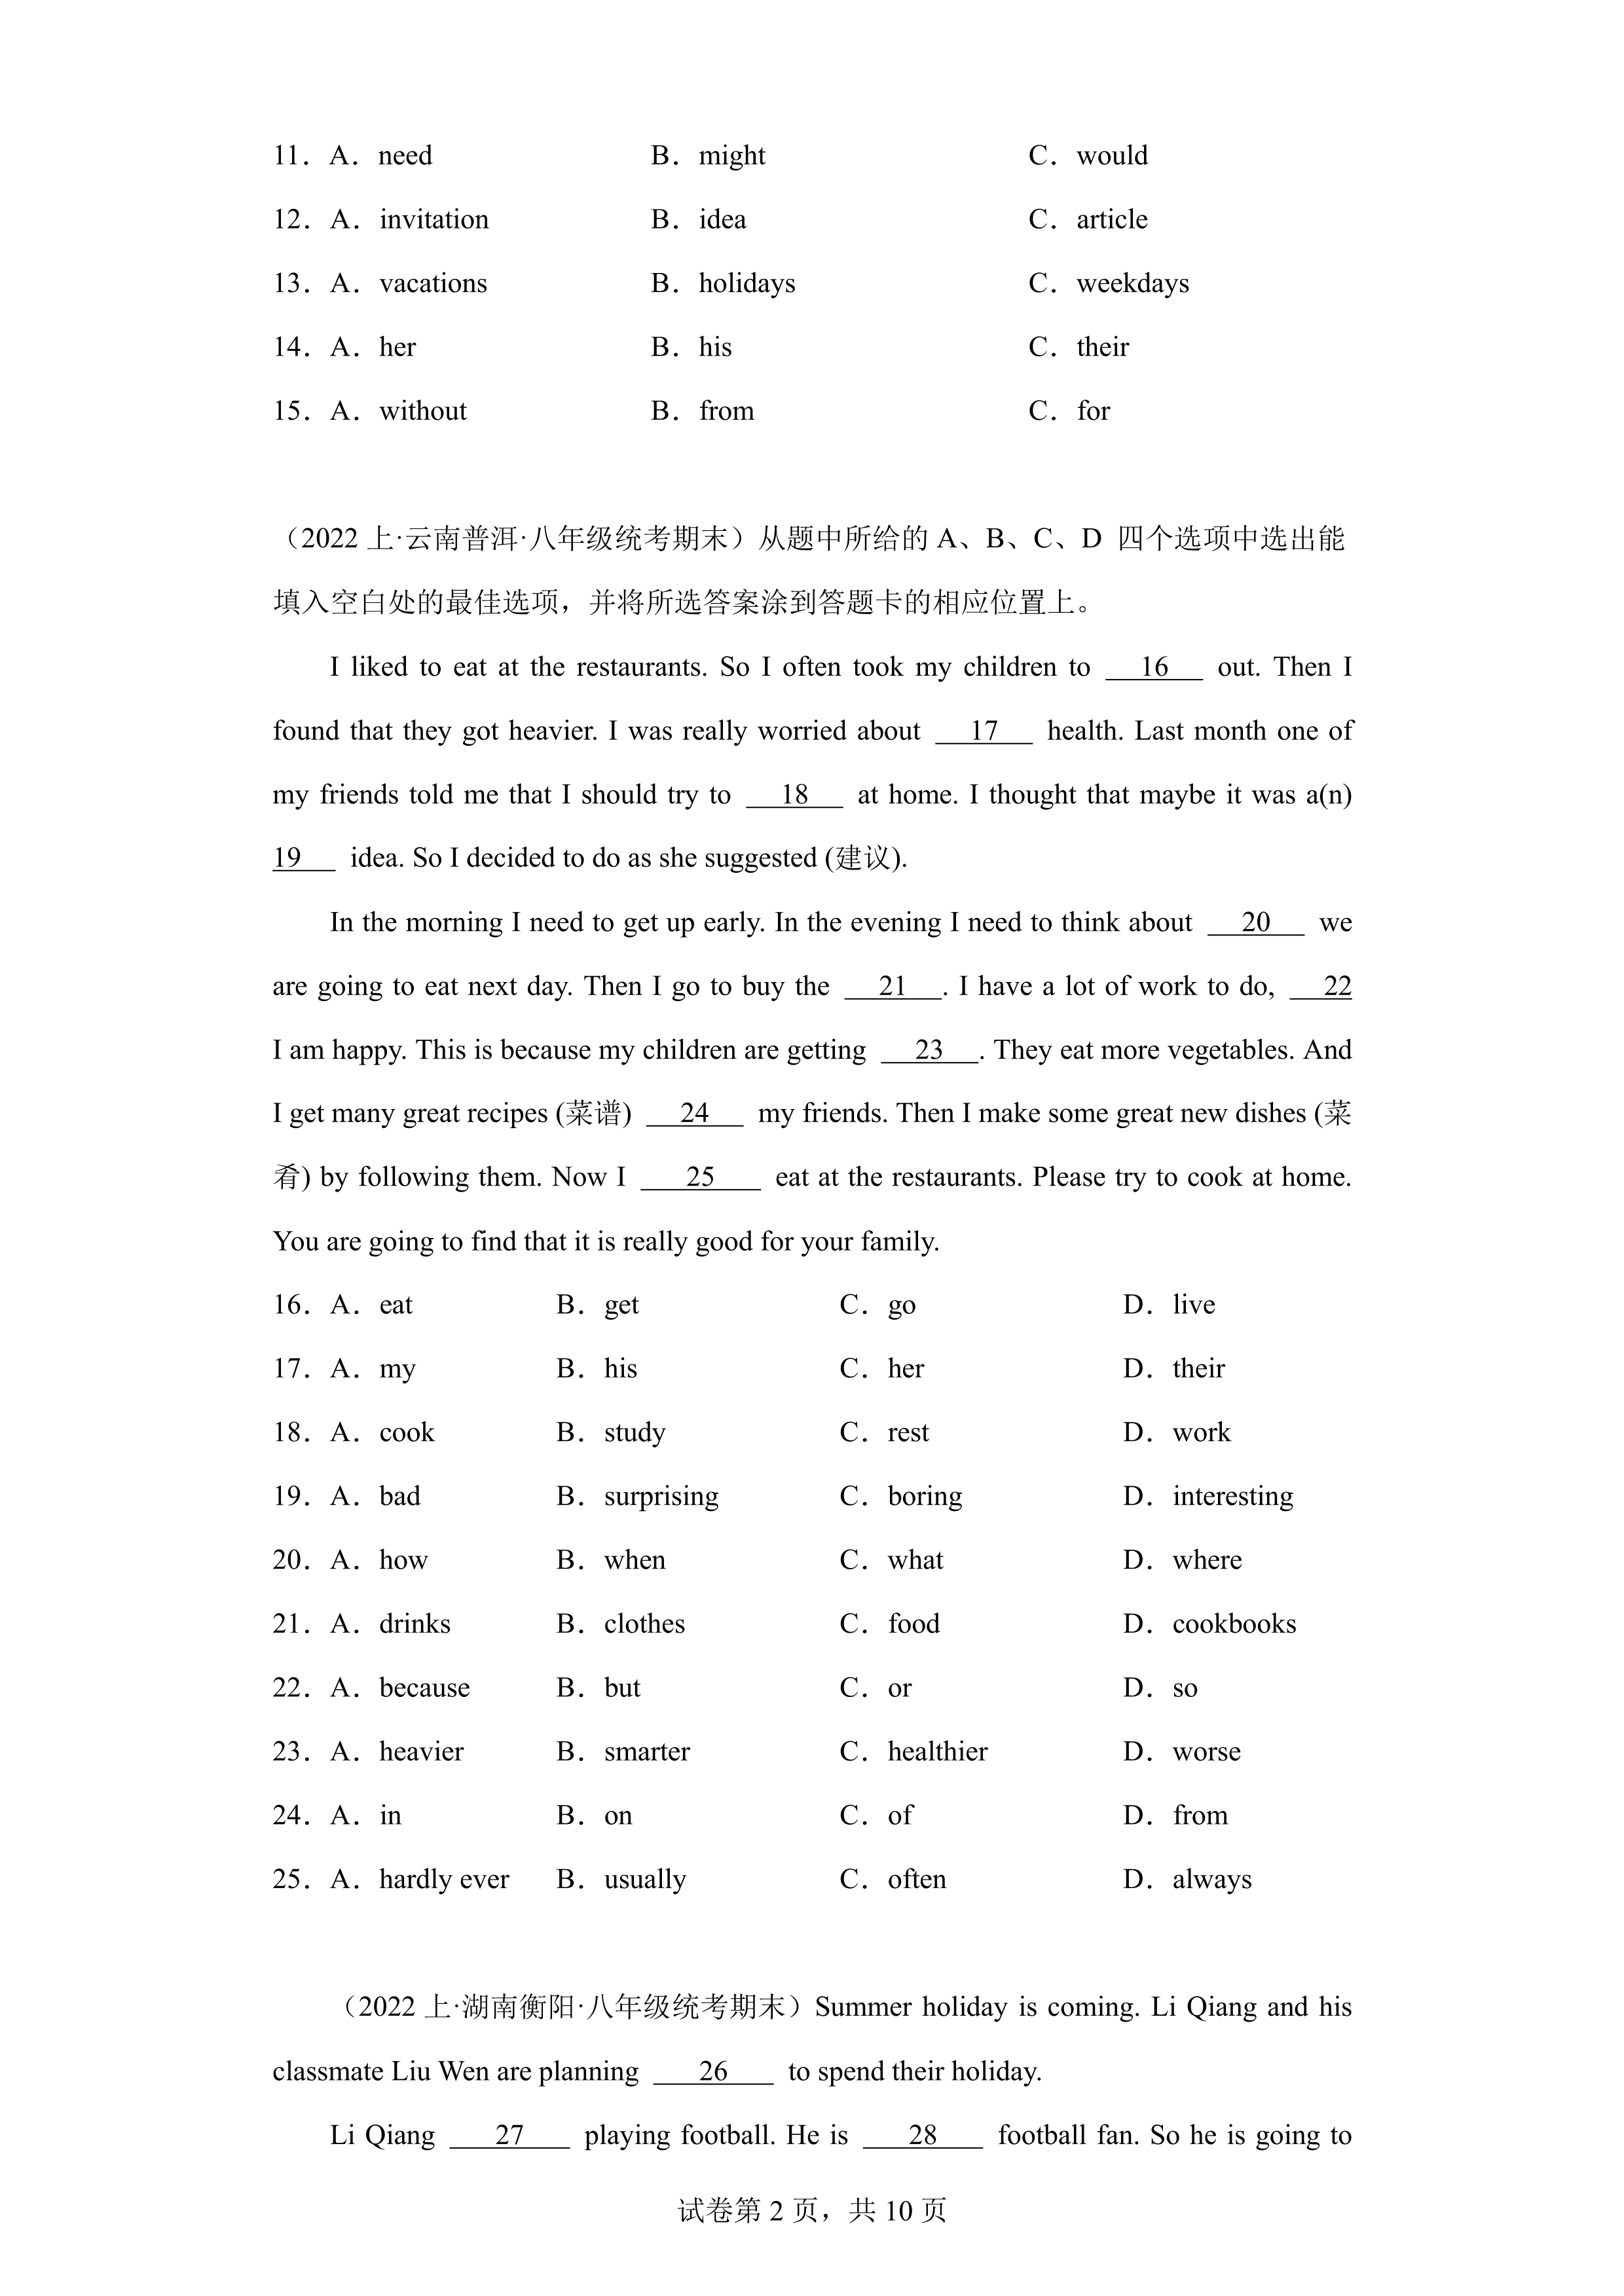 11．A．need B．might C．would
12．A．invitation B．idea C．article
13．A．vacations B．holidays C．weekdays
14．A．her B．his C．their
15．A．without B．from C．for
（2022 上·云南普洱·八年级统考期末）从题中所给的 A、B、C、D 四个选项中选出能
填入空白处的最佳选项，并将所选答案涂到答题卡的相应位置上。
I liked to eat at the restaurants. So I often took my children to 16 out. Then I
found that they got heavier. I was really worried about 17 health. Last month one of
my friends told me that I should try to 18 at home. I thought that maybe it was a(n)
19 idea. So I decided to do as she suggested (建议).
In the morning I need to get up early. In the evening I need to think about 20 we
are going to eat next day. Then I go to buy the 21 . I have a lot of work to do, 22
I am happy. This is because my children are getting 23 . They eat more vegetables. And
I get many great recipes (菜谱) 24 my friends. Then I make some great new dishes (菜
肴) by following them. Now I 25 eat at the restaurants. Please try to cook at home.
You are going to find that it is really good for your family.
16．A．eat B．get C．go D．live
17．A．my B．his C．her D．their
18．A．cook B．study C．rest D．work
19．A．bad B．surprising C．boring D．interesting
20．A．how B．when C．what D．where
21．A．drinks B．clothes C．food D．cookbooks
22．A．because B．but C．or D．so
23．A．heavier B．smarter C．healthier D．worse
24．A．in B．on C．of D．from
25．A．hardly ever B．usually C．often D．always
（2022 上·湖南衡阳·八年级统考期末）Summer holiday is coming. Li Qiang and his
classmate Liu Wen are planning 26 to spend their holiday.
Li Qiang 27 playing football. He is 28 football fan. So he is going to
试卷第 2 页，共 10 页